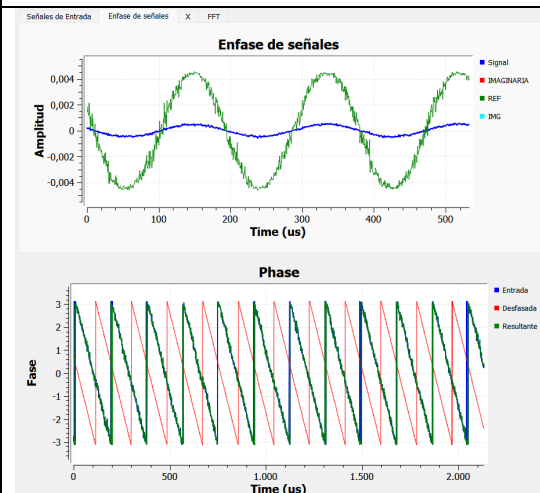 Señales de Entrada Enfase de señales X FFT
Enfase de señales
Signal
IMAGINARIA
REF
IMG
0,004
0,002
0
-0,002
-0,004
Amplitud
0 100 200 300 400 500
Time (us)
Phase
Entrada
Desfasada
Resultante
3
2
1
0
-1
-2
-3
Fase
0 500 1.000 1.500 2.000
Time (us)